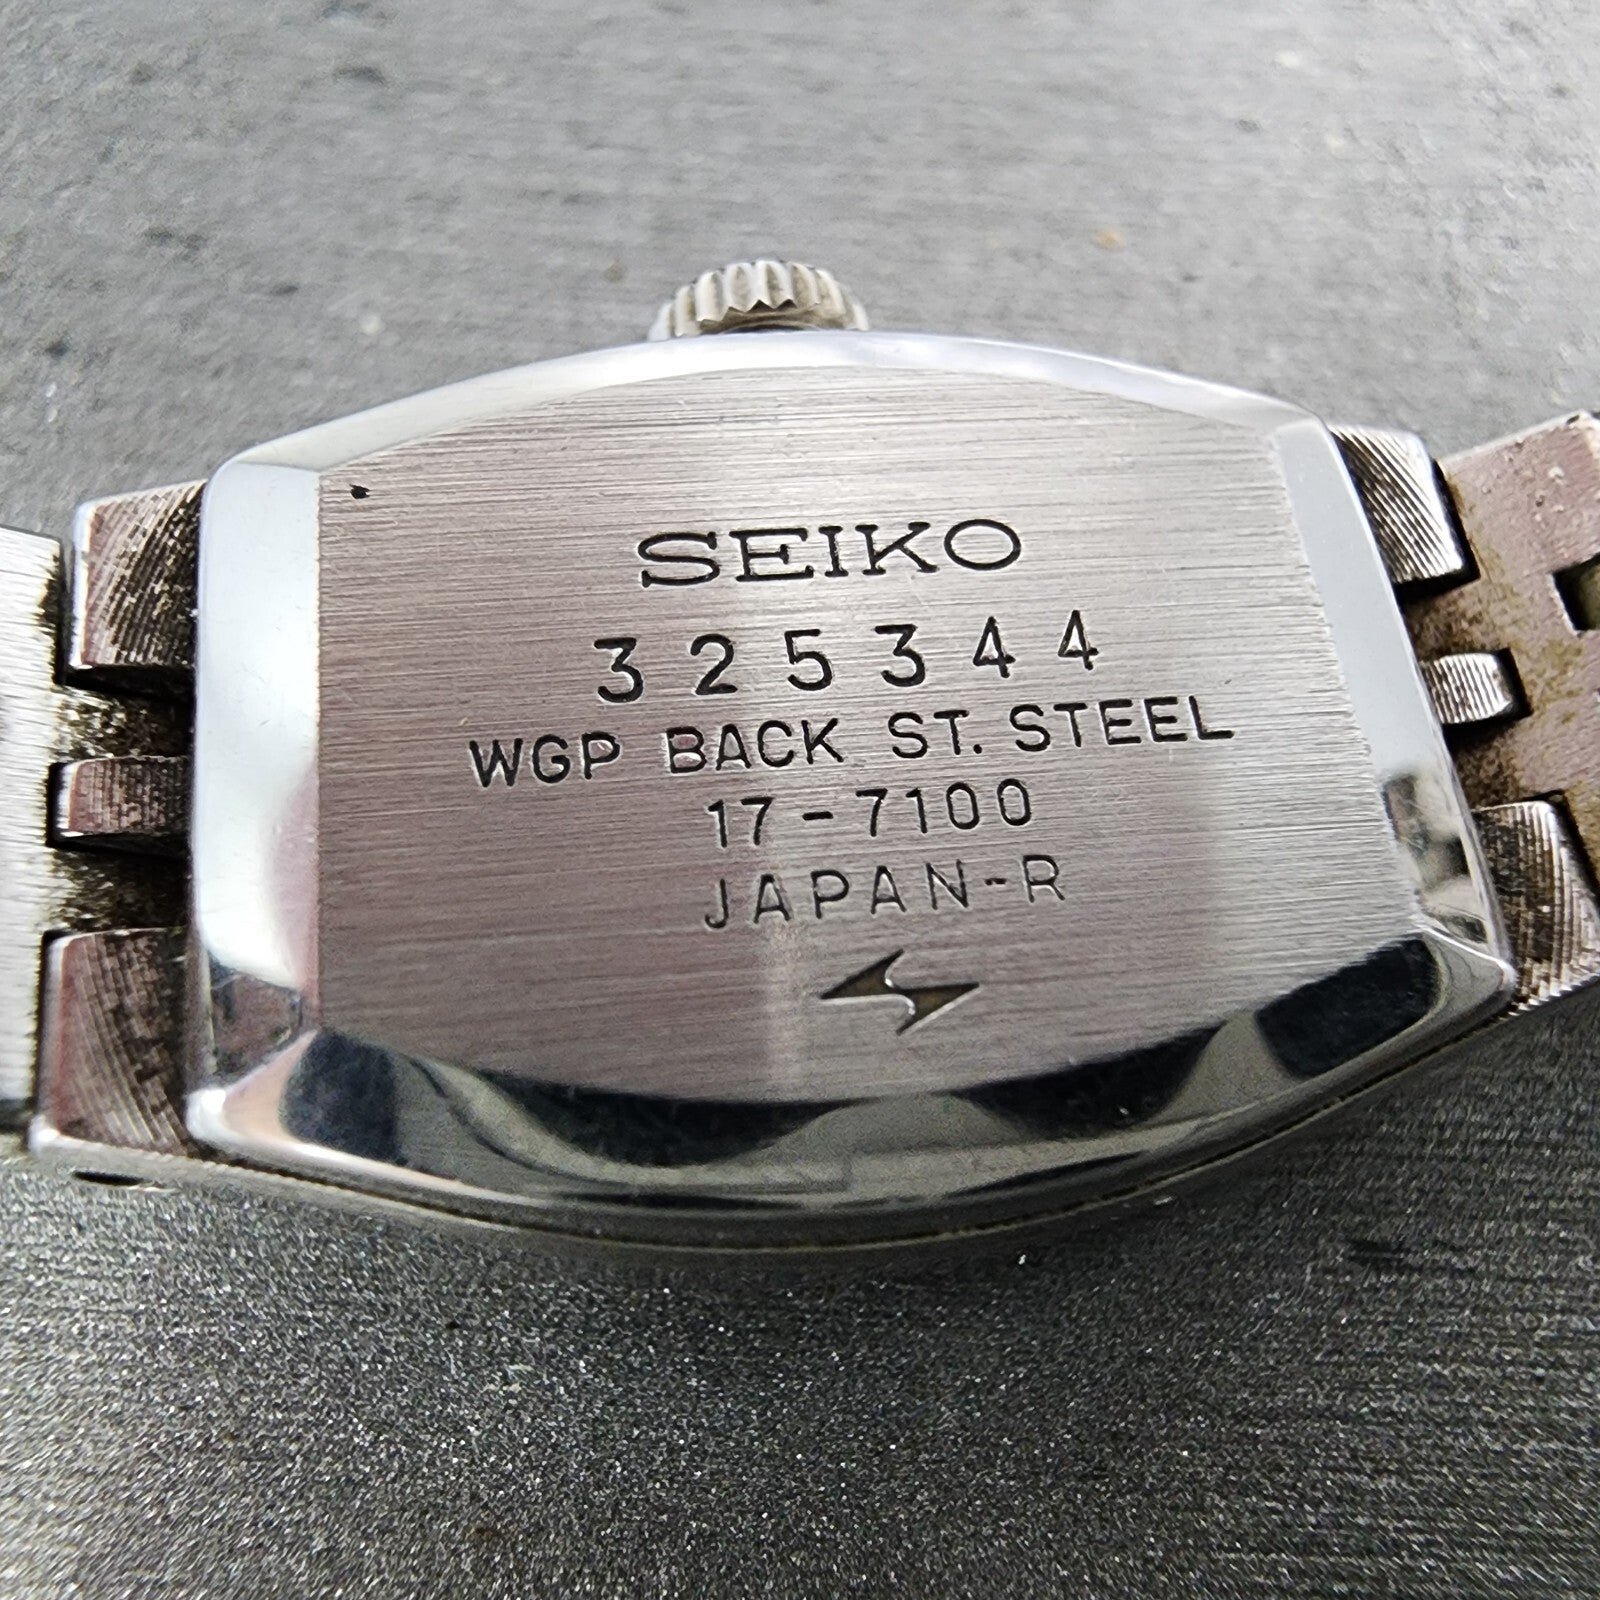 SEIKO
325344
WGP BACK ST. STEEL
17-7100
JAPAN-R